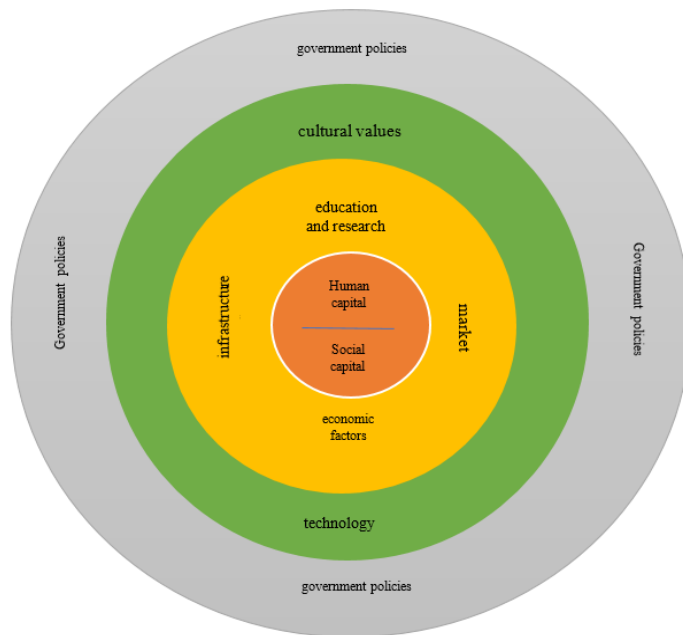 government policies
cultural values
education
and research
Government policies
infrastructure
Human
capital
Social
capital
market
Government policies
economic
factors
technology
government policies